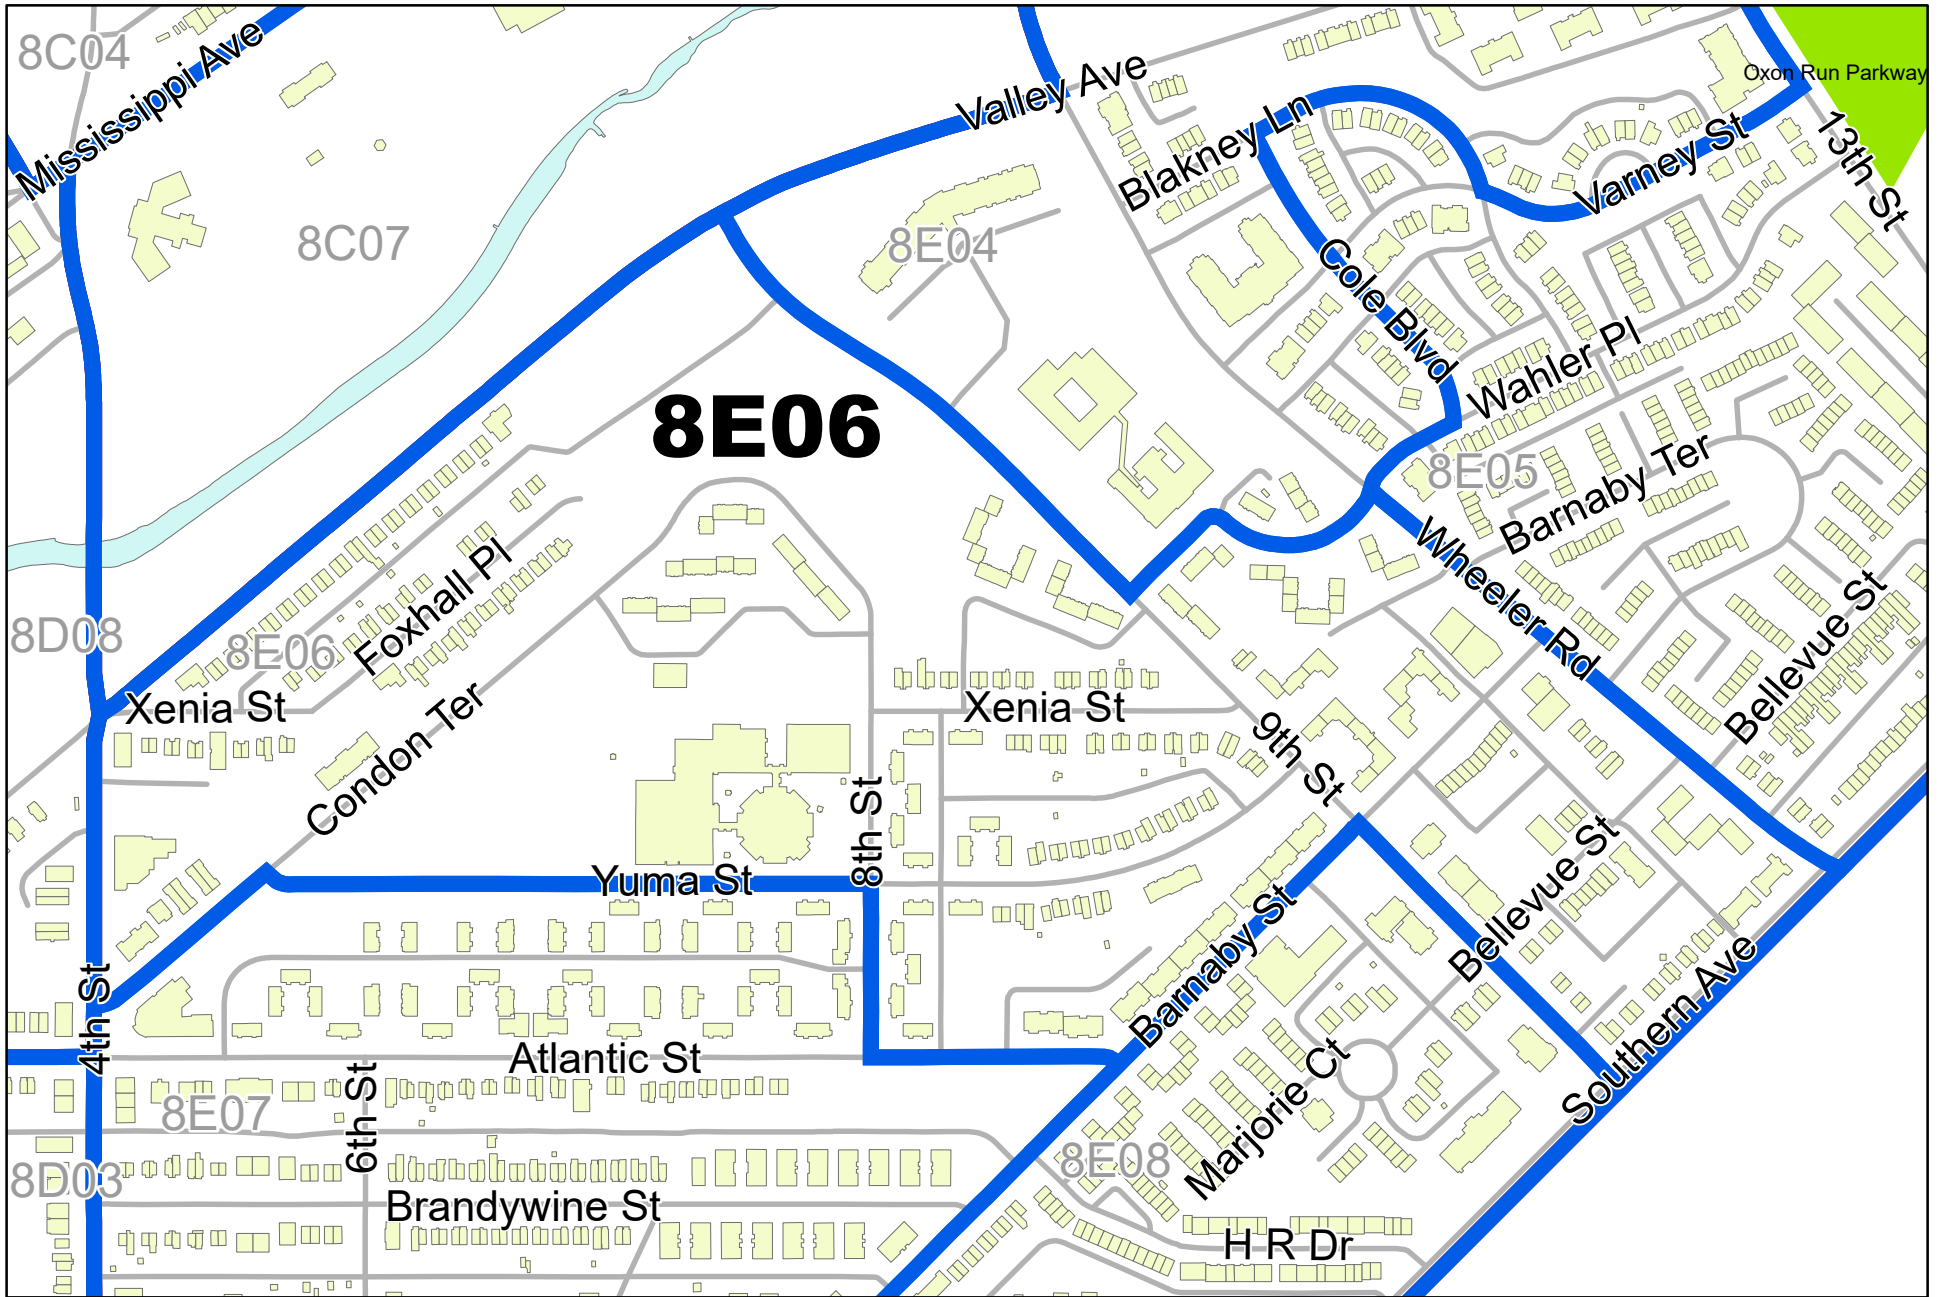 8C04
Mississippi Ave
Valley Ave
Oxon Run Parkway
13th St
Blakney Ln
Varney St
8C07
8E04
Cole Blvd
Wahler Pl
8E06
8E05
Barnaby Ter
Wheeler Rd
Foxhall Pl
8D08
8E06
Bellevue St
Xenia St
Xenia St
Condon Ter
9th St
8th St
Yuma St
Bellevue St
Barnaby St
4th St
Southern Ave
Atlantic St
6th St
8E07
Marjorie Ct
8E08
8D03
Brandywine St
H R Dr